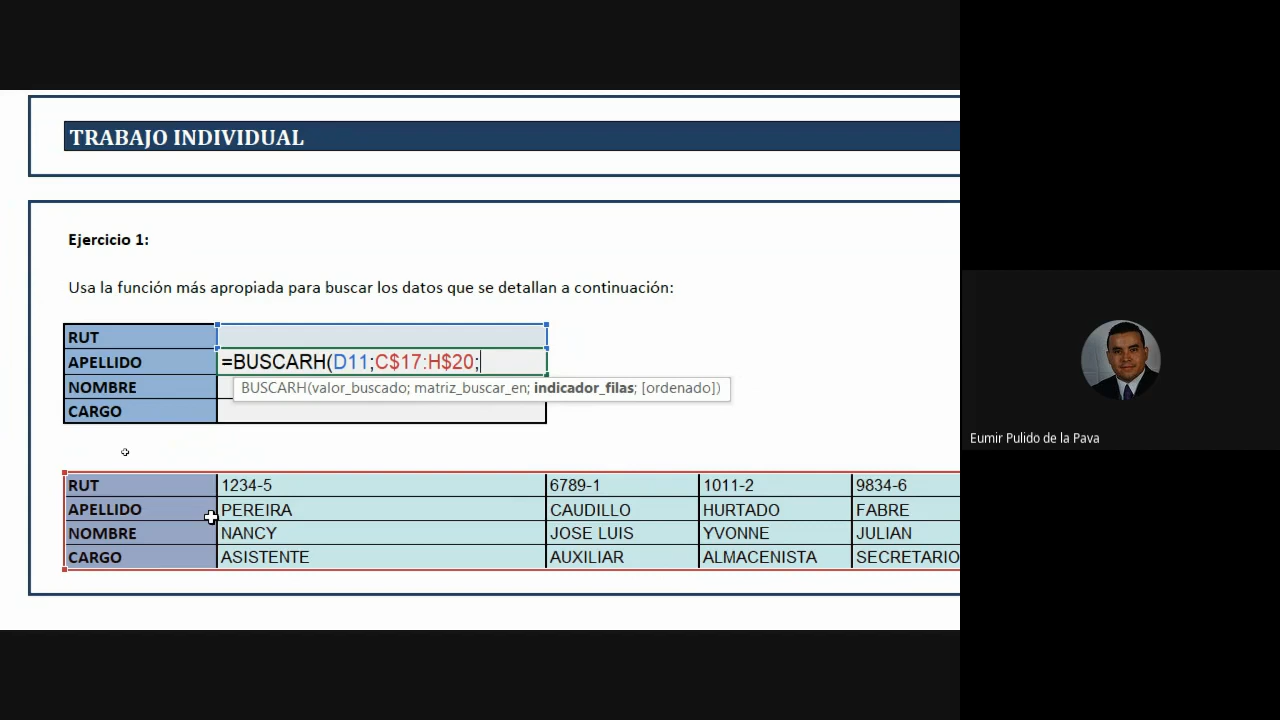 TRABAJO INDIVIDUAL
Ejercicio 1:
Usa la función más apropiada para buscar los datos que se detallan a continuación:
RUT
APELLIDO =BUSCARH(D11;C$17:H$20;
NOMBRE
BUSCARH(valor_buscado; matriz_buscar_en; indicador_filas; [ordenado])
CARGO
RUT 1234-5 6789-1 1011-2 9834-6
APELLIDO PEREIRA CAUDILLO HURTADO FABRE
NOMBRE NANCY JOSE LUIS YVONNE JULIAN
CARGO ASISTENTE AUXILIAR ALMACENISTA SECRETARIO
Eumir Pulido de la Pava